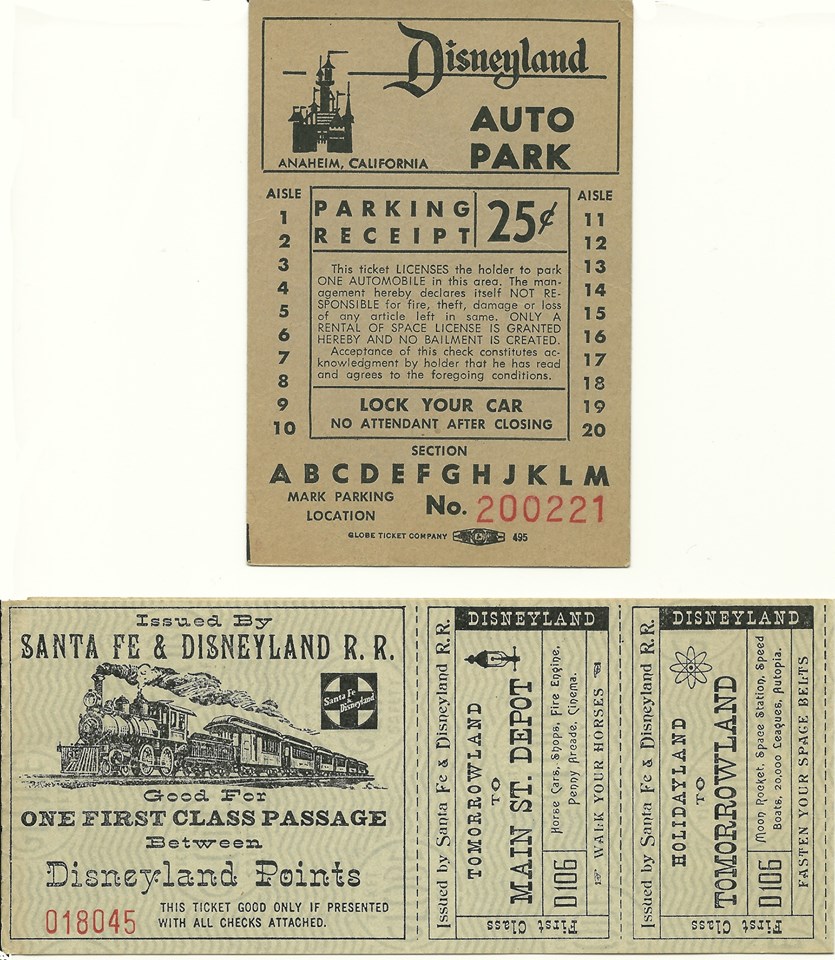 Disneyland
AUTO
PARK
ANAHEIM, CALIFORNIA
AISLE
1
2
3
4
5
6
7
8
9
10
PARKING
RECEIPT
25¢
This ticket LICENSES the holder to park
ONE AUTOMOBILE in this area. The man-
agement hereby declares itself NOT RE-
SPONSIBLE for fire, theft, damage or loss
of any article left in same. ONLY A
RENTAL OF SPACE LICENSE IS GRANTED
HEREBY AND NO BAILMENT IS CREATED.
Acceptance of this check constitutes ac-
knowledgment by holder that he has read
and agrees to the foregoing conditions.
LOCK YOUR CAR
NO ATTENDANT AFTER CLOSING
AISLE
11
12
13
14
15
16
17
18
19
20
SECTION
A B C D E F G H J K L M
MARK PARKING
LOCATION
No. 200221
GLOBE TICKET COMPANY 495
Issued By
SANTA FE & DISNEYLAND R. R.
Santa Fe
& Disneyland
Good For
ONE FIRST CLASS PASSAGE
Between
Disneyland Points
018045
THIS TICKET GOOD ONLY IF PRESENTED
WITH ALL CHECKS ATTACHED.
Issued by Santa Fe & Disneyland R. R.
DISNEYLAND
TOMORROWLAND
TO
MAIN ST. DEPOT
Horse Cars, Shops, Fire Engine,
Penny Arcade, Cinema.
D106
WALK YOUR HORSES
First Class
Issued by Santa Fe & Disneyland R. R.
DISNEYLAND
HOLIDAYLAND
TO
TOMORROWLAND
Moon Rocket, Space Station, Speed
Boats, 20,000 Leagues, Autopia.
D106
FASTEN YOUR SPACE BELTS
First Class